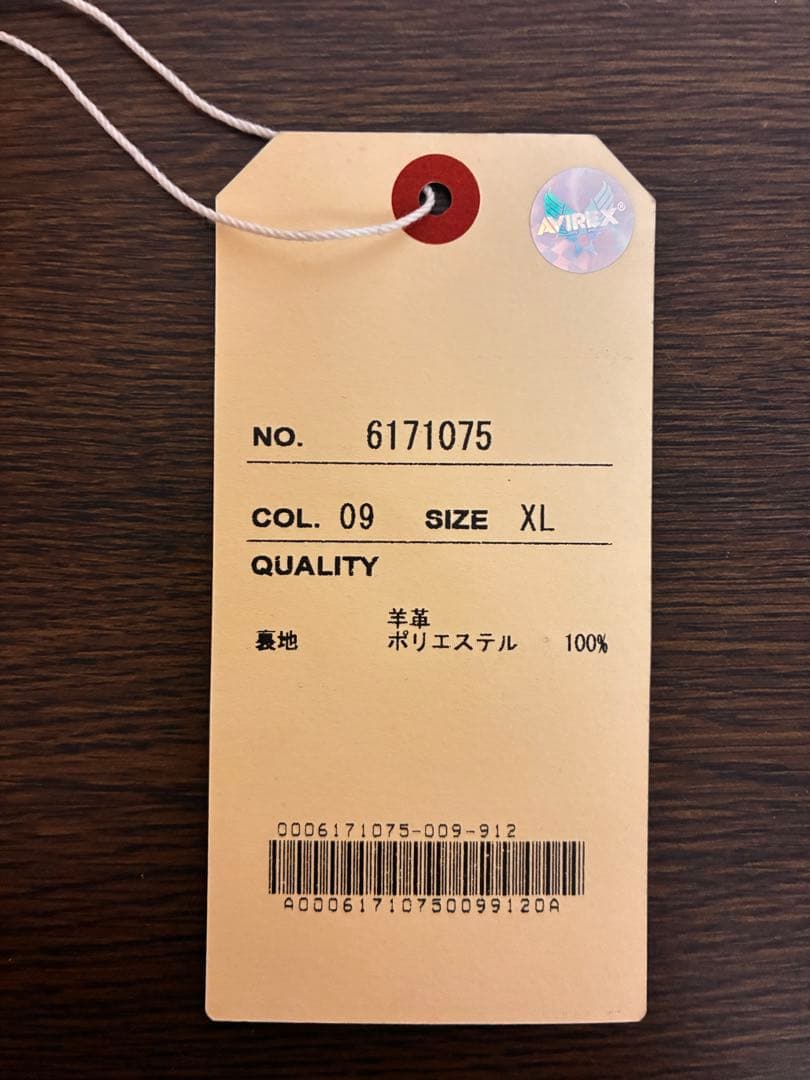 AVIREX®
NO. 6171075
COL. 09 SIZE XL
QUALITY
羊革
裏地 ポリエステル 100%
0006171075-009-912
A00061710750099120A